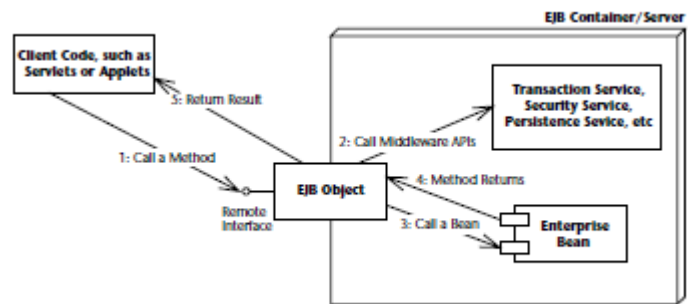 EJB Container/Server
Client Code, such as
Servlets or Applets
Transaction Service,
Security Service,
Persistence Sevice, etc
5: Return Result
2: Call Middleware APIs
1: Call a Method
EJB Object
4: Method Returns
Remote
Interface
3: Call a Bean
Enterprise
Bean